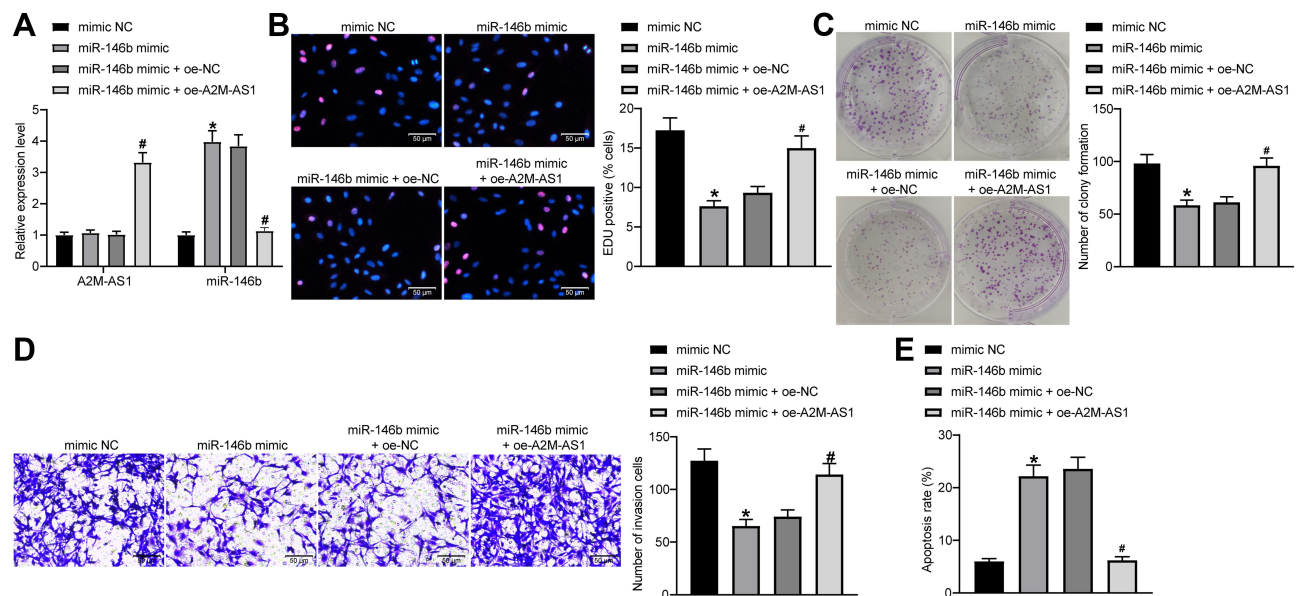 A
mimic NC
miR-146b mimic
miR-146b mimic + oe-NC
miR-146b mimic + oe-A2M-AS1
Relative expression level
5
4
3
2
1
0
*
#
#
A2M-AS1
miR-146b
B
mimic NC
miR-146b mimic
50 µm
50 µm
miR-146b mimic + oe-NC
miR-146b mimic
+ oe-A2M-AS1
50 µm
50 µm
mimic NC
miR-146b mimic
miR-146b mimic + oe-NC
miR-146b mimic + oe-A2M-AS1
EDU positive (% cells)
20
15
10
5
0
*
#
C
mimic NC
miR-146b mimic
miR-146b mimic
+ oe-NC
miR-146b mimic
+ oe-A2M-AS1
mimic NC
miR-146b mimic
miR-146b mimic + oe-NC
miR-146b mimic + oe-A2M-AS1
Number of clony formation
150
100
50
0
*
#
D
mimic NC
miR-146b mimic
miR-146b mimic
+ oe-NC
miR-146b mimic
+ oe-A2M-AS1
50 µm
50 µm
50 µm
50 µm
mimic NC
miR-146b mimic
miR-146b mimic + oe-NC
miR-146b mimic + oe-A2M-AS1
Number of invasion cells
150
100
50
0
*
#
E
mimic NC
miR-146b mimic
miR-146b mimic + oe-NC
miR-146b mimic + oe-A2M-AS1
Apoptosis rate (%)
30
20
10
0
*
#